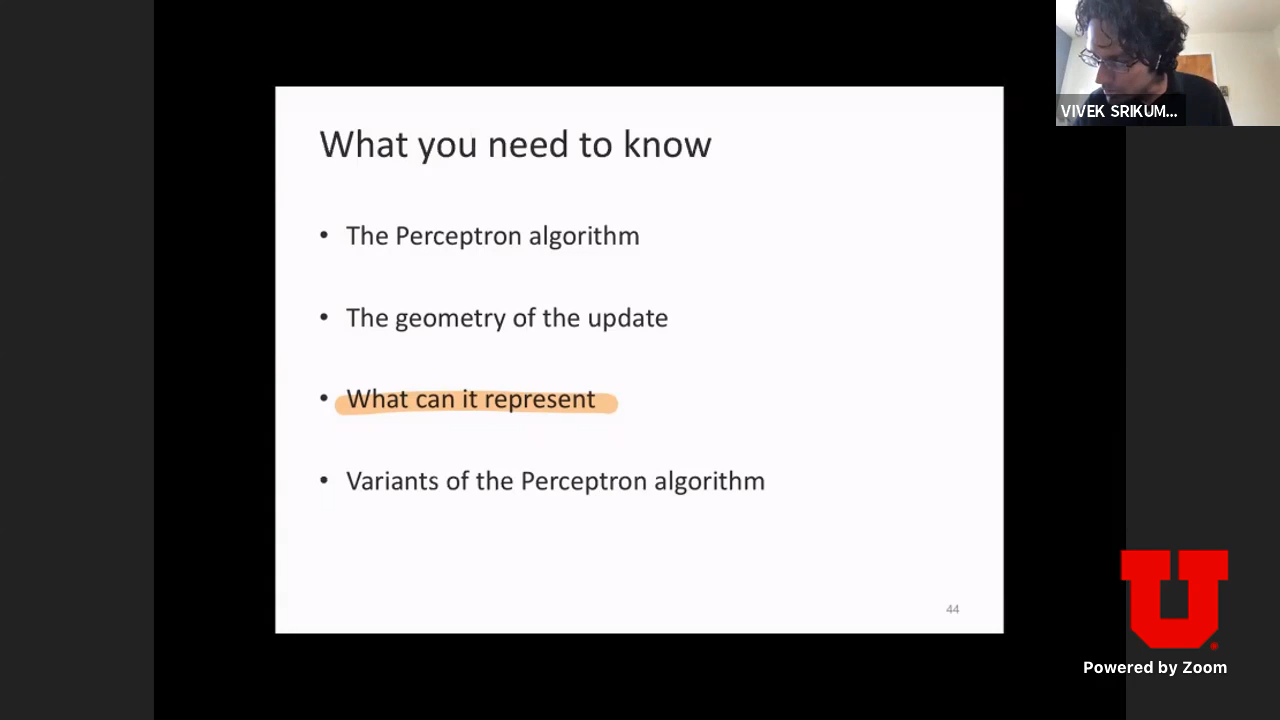 VIVEK SRIKUM...
What you need to know
• The Perceptron algorithm
• The geometry of the update
• What can it represent
• Variants of the Perceptron algorithm
44
U
Powered by Zoom